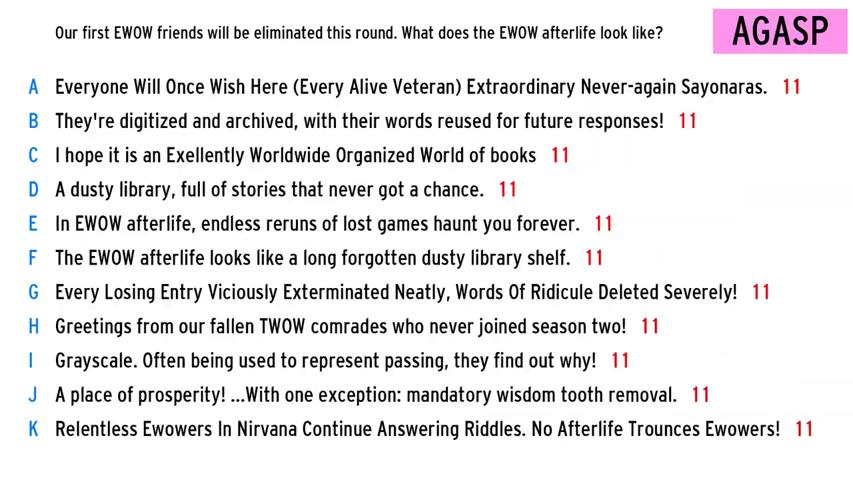 Our first EWOW friends will be eliminated this round. What does the EWOW afterlife look like?
AGASP
A Everyone Will Once Wish Here (Every Alive Veteran) Extraordinary Never-again Sayonaras. 11
B They're digitized and archived, with their words reused for future responses! 11
C I hope it is an Exellently Worldwide Organized World of books 11
D A dusty library, full of stories that never got a chance. 11
E In EWOW afterlife, endless reruns of lost games haunt you forever. 11
F The EWOW afterlife looks like a long forgotten dusty library shelf. 11
G Every Losing Entry Viciously Exterminated Neatly, Words Of Ridicule Deleted Severely! 11
H Greetings from our fallen TWOW comrades who never joined season two! 11
I Grayscale. Often being used to represent passing, they find out why! 11
J A place of prosperity! ...With one exception: mandatory wisdom tooth removal. 11
K Relentless Ewowers In Nirvana Continue Answering Riddles. No Afterlife Trounces Ewowers! 11